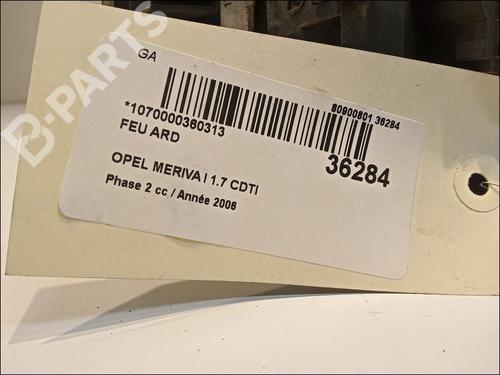 GA
80900801 36284
*1070000360313
FEU ARD
36284
OPEL MERIVA I 1.7 CDTI
Phase 2 cc / Année 2006
B-PARTS